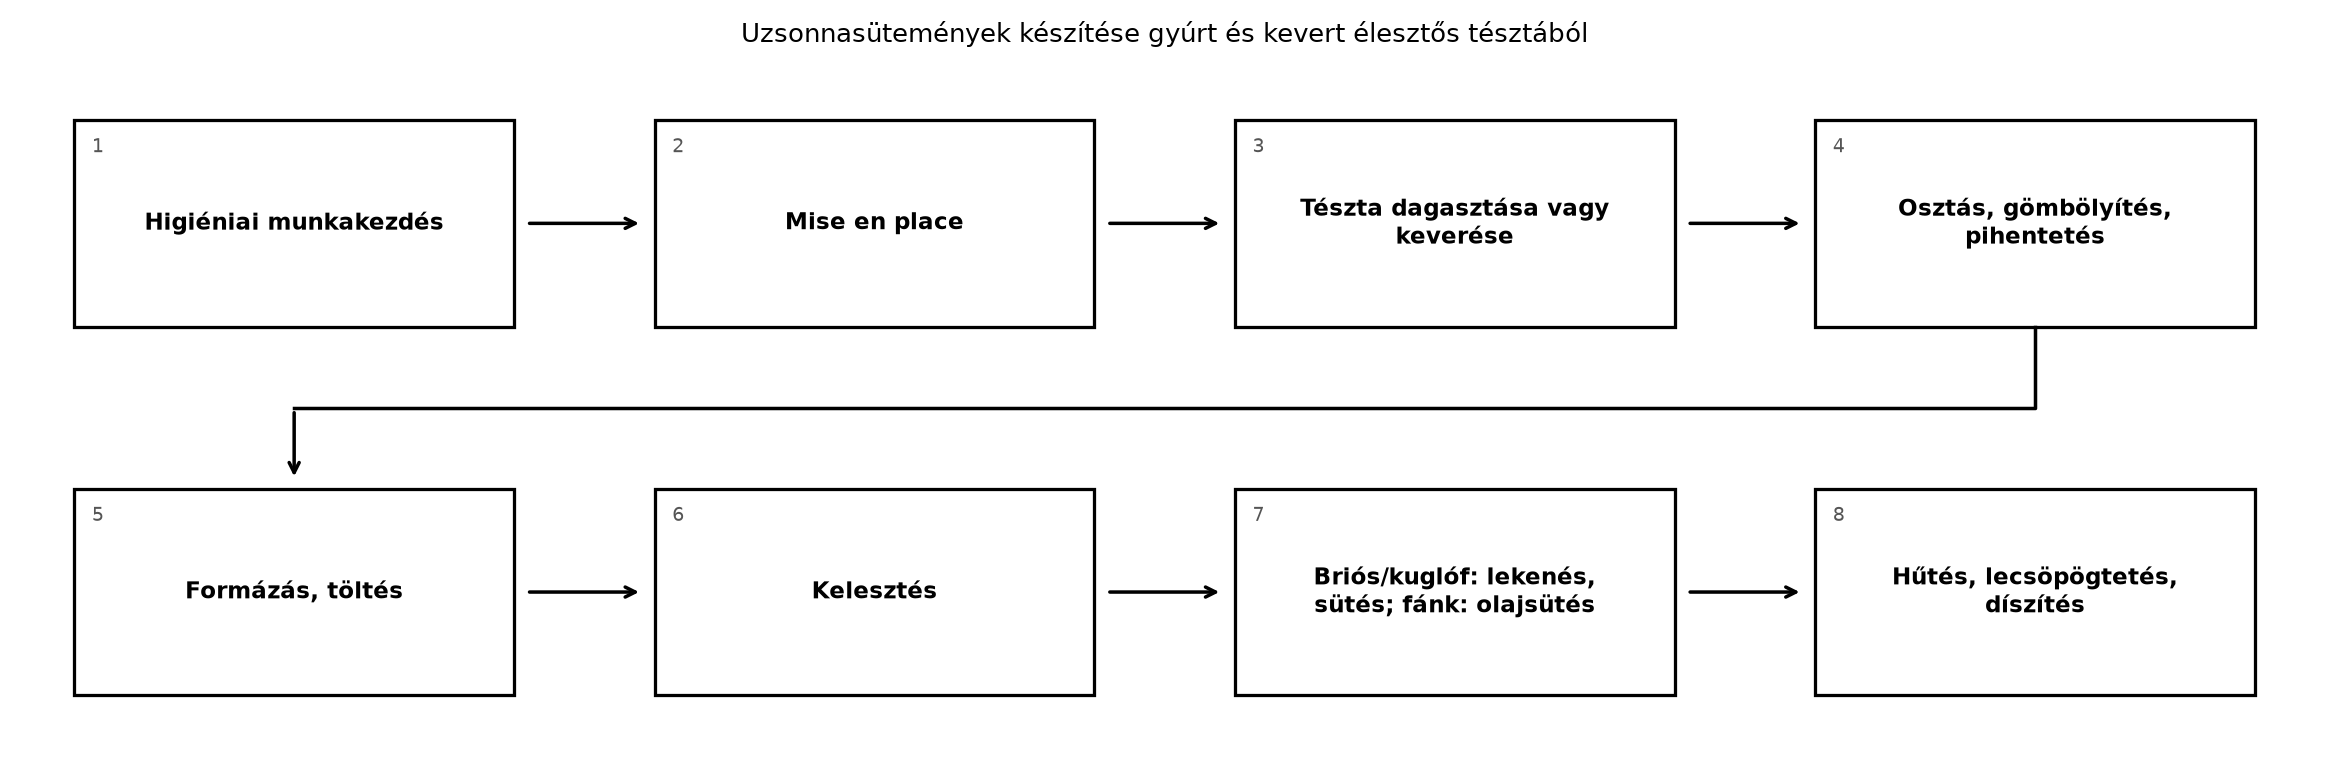 Uzsonnasütemények készítése gyúrt és kevert élesztős tésztából
1
Higiéniai munkakezdés
2
Mise en place
3
Tészta dagasztása vagy
keverése
4
Osztás, gömbölyítés,
pihentetés
5
Formázás, töltés
6
Kelesztés
7
Briós/kuglóf: lekenés,
sütés; fánk: olajsütés
8
Hűtés, lecsöpögtetés,
díszítés